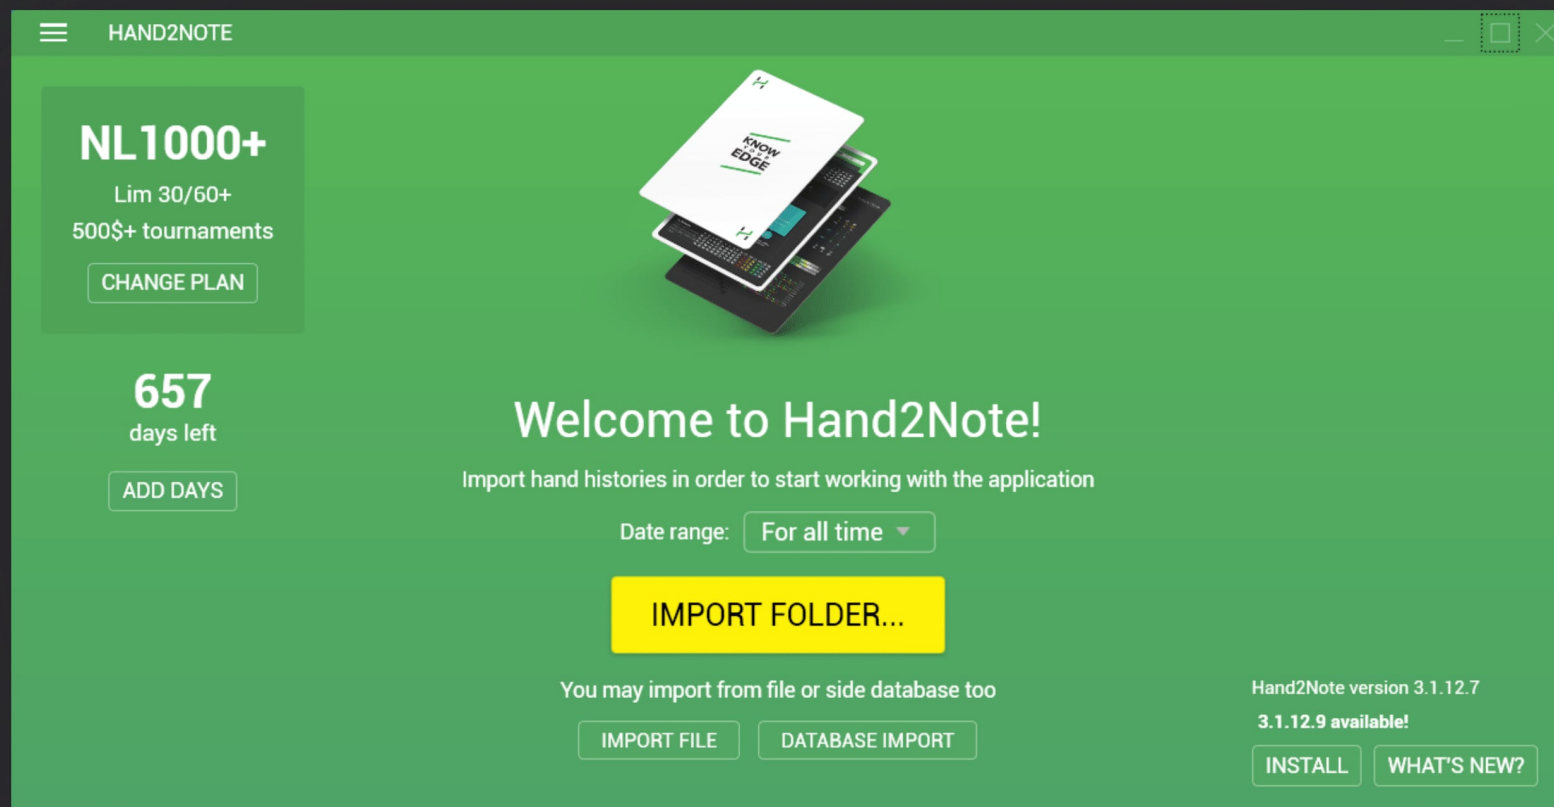 HAND2NOTE
NL1000+
Lim 30/60+
500$+ tournaments
CHANGE PLAN
657
days left
ADD DAYS
KNOW
YOUR
EDGE
Welcome to Hand2Note!
Import hand histories in order to start working with the application
Date range: For all time
IMPORT FOLDER...
You may import from file or side database too
IMPORT FILE DATABASE IMPORT
Hand2Note version 3.1.12.7
3.1.12.9 available!
INSTALL WHAT'S NEW?